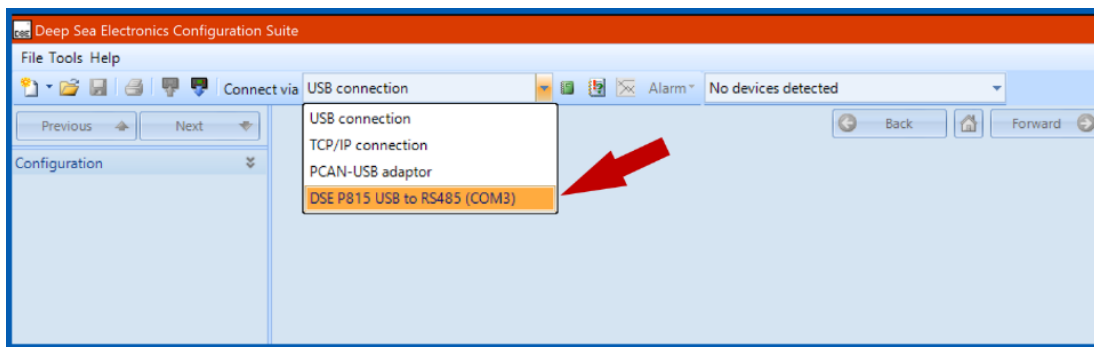 DSE Deep Sea Electronics Configuration Suite
File Tools Help
Connect via USB connection Alarm No devices detected
Previous Next Back Forward
USB connection
TCP/IP connection
Configuration
PCAN-USB adaptor
DSE P815 USB to RS485 (COM3)